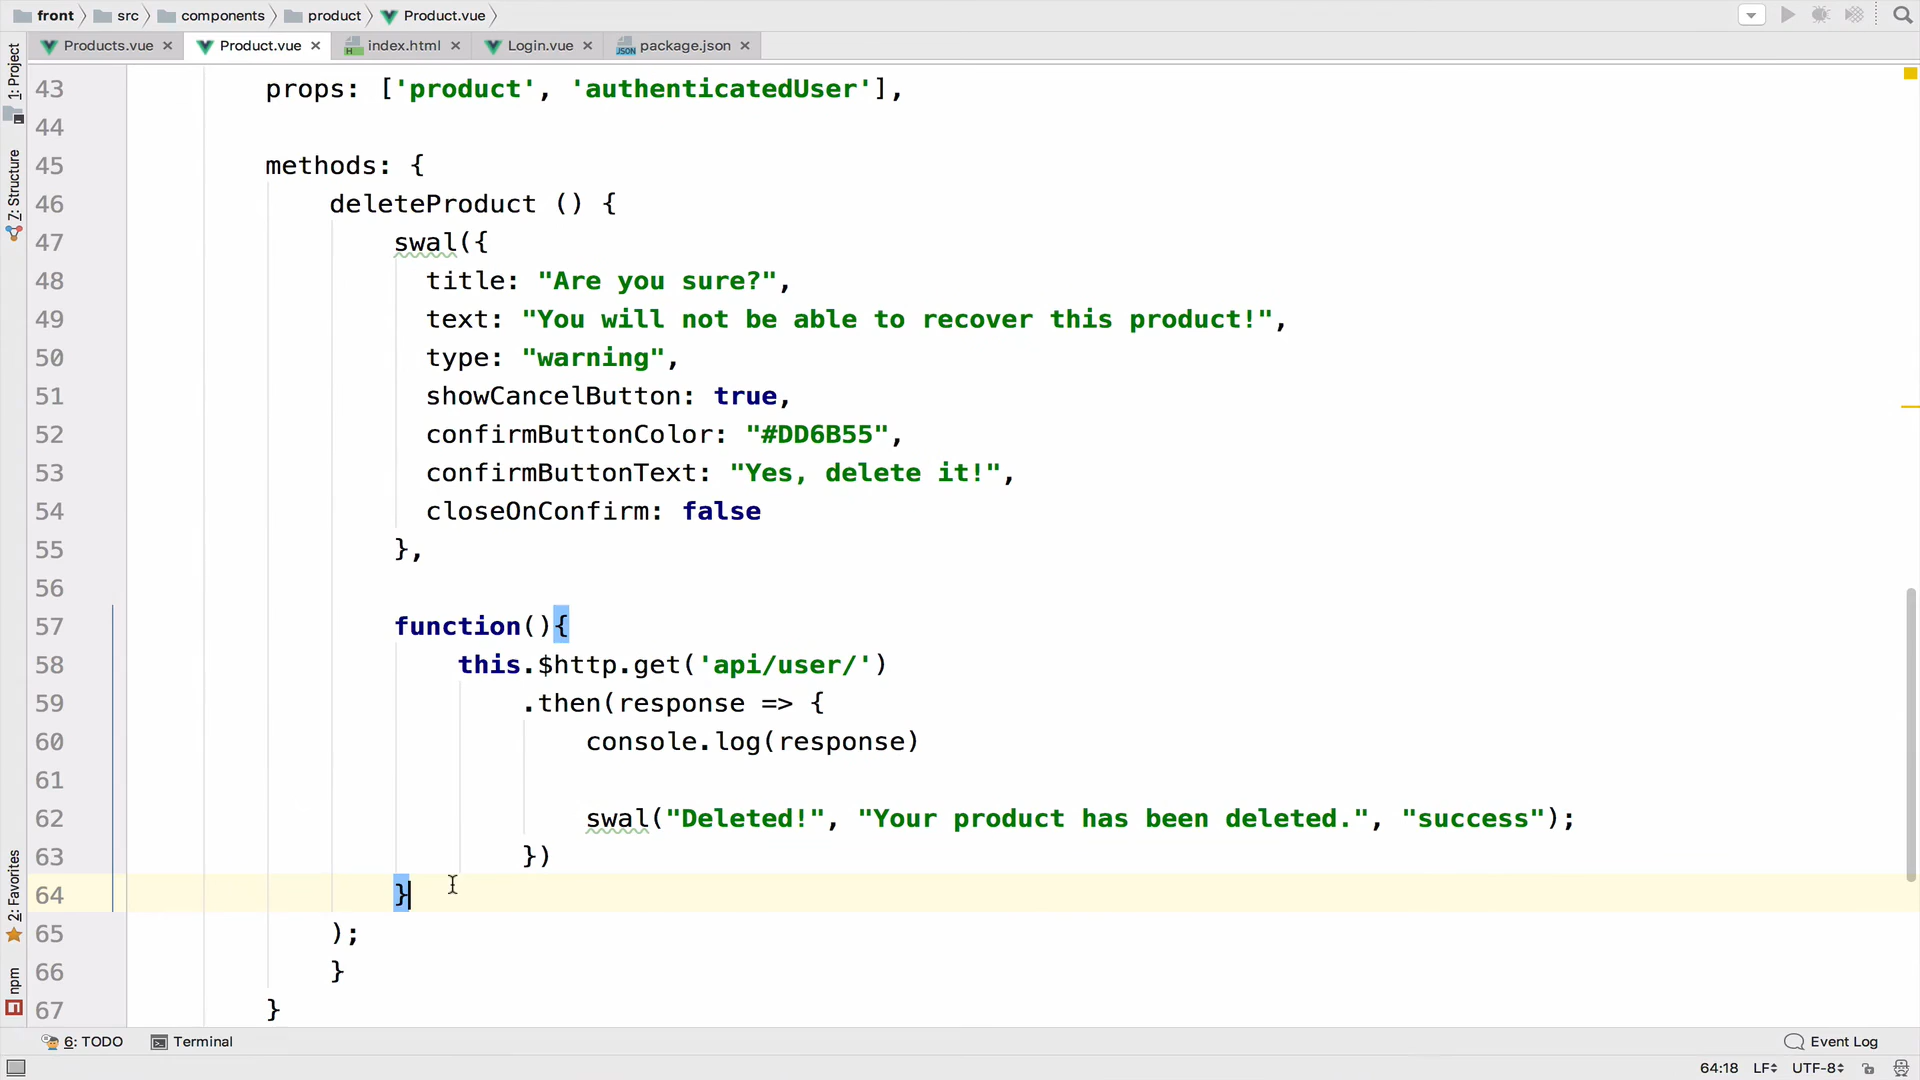 front src components product Product.vue
Products.vue Product.vue index.html Login.vue package.json
1: Project
7: Structure
2: Favorites
npm
43 props: ['product', 'authenticatedUser'],
44
45 methods: {
46 deleteProduct () {
47 swal({
48 title: "Are you sure?",
49 text: "You will not be able to recover this product!",
50 type: "warning",
51 showCancelButton: true,
52 confirmButtonColor: "#DD6B55",
53 confirmButtonText: "Yes, delete it!",
54 closeOnConfirm: false
55 },
56
57 function(){
58 this.$http.get('api/user/')
59 .then(response => {
60 console.log(response)
61
62 swal("Deleted!", "Your product has been deleted.", "success");
63 })
64 }
65 );
66 }
67 }
6: TODO Terminal Event Log
64:18 LF UTF-8